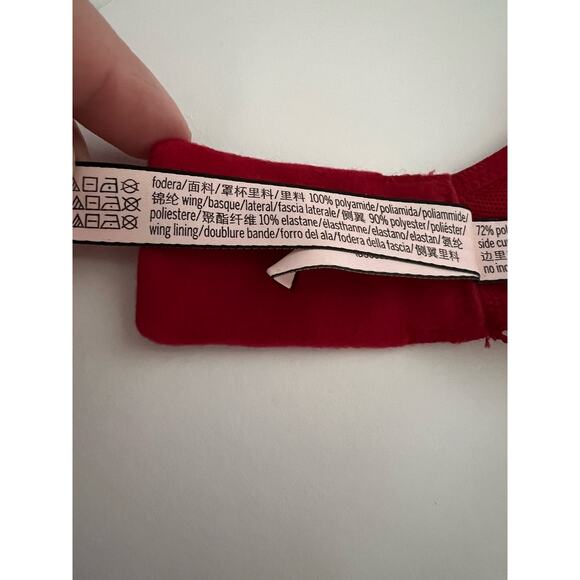 fodera/面料/罩杯里料/里料 100% polyamide/poliamida/poliammide/
锦纶 wing/basque/lateral/fascia laterale/ 侧翼 90% polyester/poliéster/
poliestere/聚酯纤维 10% elastane/élasthanne/elastano/elastan/氨纶
wing lining/doublure bande/forro del ala/fodera della fascia/ 侧翼里料
72% pol
side cu
边里
no inc